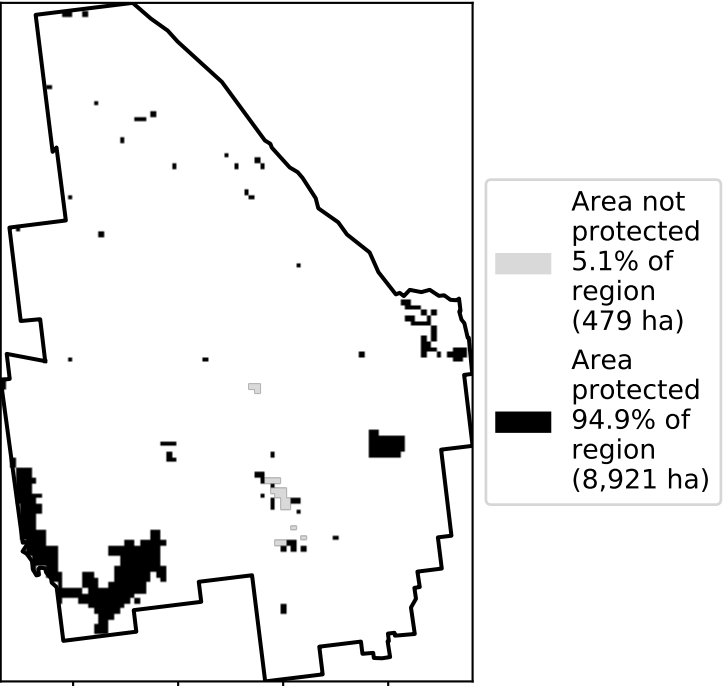 Area not
protected
5.1% of
region
(479 ha)
Area
protected
94.9% of
region
(8,921 ha)